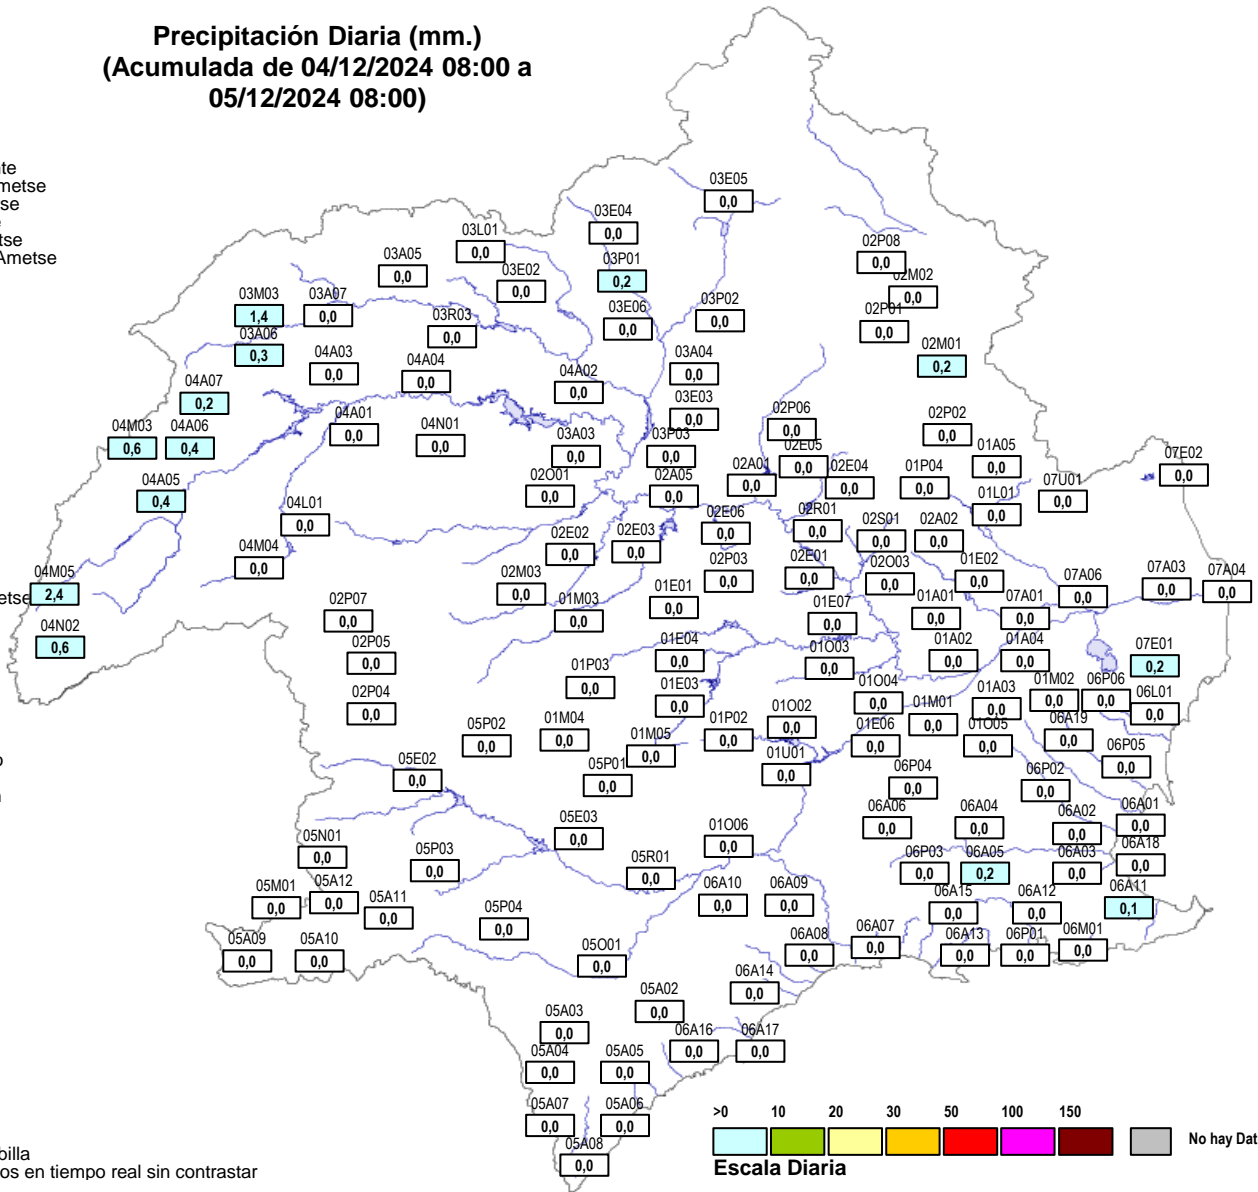 Precipitación Diaria (mm.)
(Acumulada de 04/12/2024 08:00 a
05/12/2024 08:00)
03E05
0,0
03E04
0,0
03L01
0,0
03A05
0,0
03E02
0,0
03P01
0,2
02P08
0,0
02M02
0,0
03M03
1,4
03A07
0,0
03R03
0,0
03E06
0,0
03P02
0,0
02P01
0,0
03A06
0,3
04A03
0,0
04A04
0,0
04A02
0,0
03A04
0,0
02M01
0,2
04A07
0,2
03E03
0,0
04M03
0,6
04A06
0,4
04A01
0,0
04N01
0,0
03A03
0,0
03P03
0,0
02P06
0,0
02P02
0,0
02E05
0,0
01A05
0,0
07E02
0,0
04A05
0,4
02O01
0,0
02A05
0,0
02A01
0,0
02E04
0,0
01P04
0,0
01L01
0,0
07U01
0,0
04L01
0,0
02E06
0,0
02R01
0,0
02S01
0,0
02A02
0,0
04M04
0,0
02E02
0,0
02E03
0,0
02P03
0,0
02E01
0,0
02O03
0,0
01E02
0,0
04M05
2,4
02M03
0,0
01M03
0,0
01E01
0,0
01E07
0,0
01A01
0,0
07A01
0,0
07A06
0,0
07A03
0,0
07A04
0,0
04N02
0,6
02P07
0,0
02P05
0,0
01E04
0,0
01O03
0,0
01A02
0,0
01A04
0,0
07E01
0,2
02P04
0,0
01P03
0,0
01E03
0,0
01O04
0,0
01M01
0,0
01A03
0,0
01M02
0,0
06P06
0,0
06L01
0,0
05P02
0,0
01M04
0,0
01M05
0,0
01P02
0,0
01O02
0,0
01E06
0,0
01O05
0,0
06A19
0,0
06P05
0,0
05E02
0,0
05P01
0,0
01U01
0,0
06P04
0,0
06P02
0,0
05E03
0,0
01O06
0,0
06A06
0,0
06A04
0,0
06A02
0,0
06A01
0,0
05N01
0,0
05P03
0,0
05R01
0,0
06P03
0,0
06A05
0,2
06A03
0,0
06A18
0,0
05M01
0,0
05A12
0,0
05A11
0,0
06A10
0,0
06A09
0,0
06A15
0,0
06A12
0,0
06A11
0,1
05A09
0,0
05A10
0,0
05P04
0,0
05O01
0,0
06A08
0,0
06A07
0,0
06A13
0,0
06P01
0,0
06M01
0,0
06A14
0,0
05A02
0,0
05A03
0,0
06A16
0,0
06A17
0,0
05A04
0,0
05A05
0,0
05A07
0,0
05A06
0,0
05A08
0,0
>0 10 20 30 50 100 150
No hay Dat
Escala Diaria
nte
metse
tse
Ametse
etse
billa
os en tiempo real sin contrastar